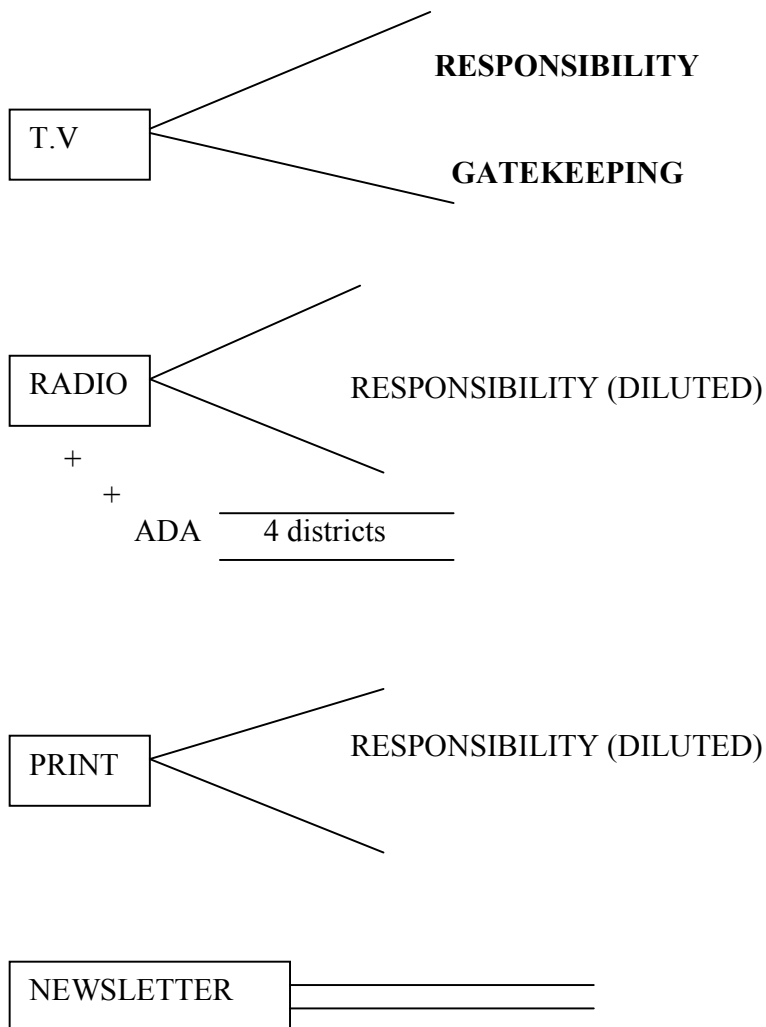 RESPONSIBILITY
T.V
GATEKEEPING
RADIO RESPONSIBILITY (DILUTED)
+
+
ADA 4 districts
RESPONSIBILITY (DILUTED)
PRINT
NEWSLETTER